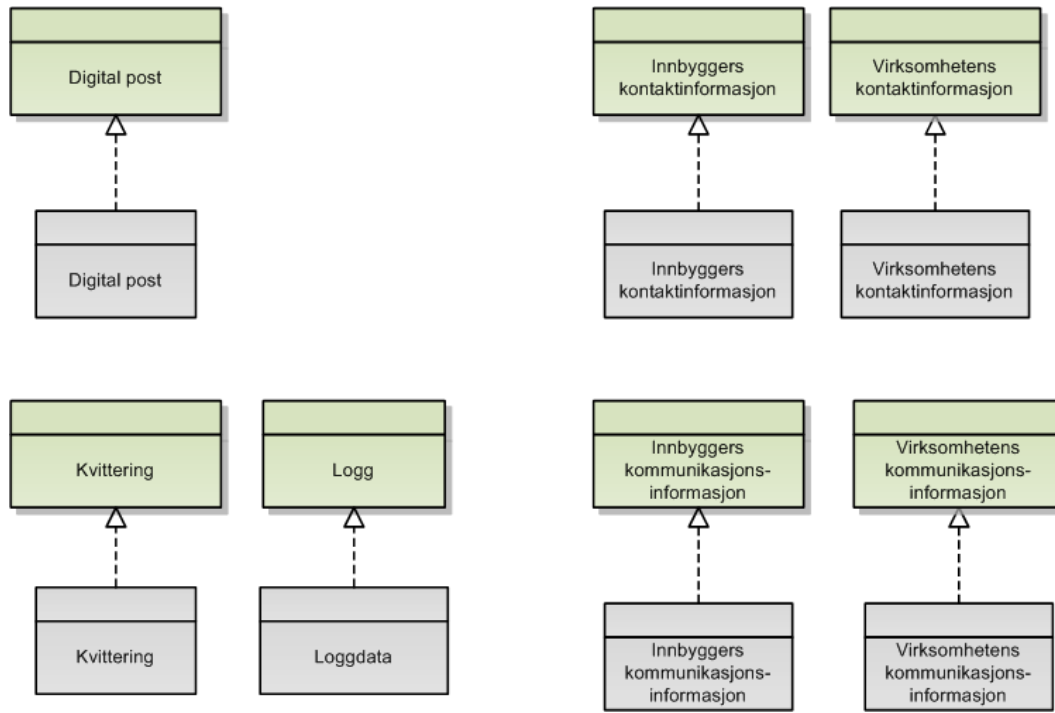 Digital post
Innbyggers
kontaktinformasjon
Virksomhetens
kontaktinformasjon
Digital post
Innbyggers
kontaktinformasjon
Virksomhetens
kontaktinformasjon
Kvittering
Logg
Innbyggers
kommunikasjons-
informasjon
Virksomhetens
kommunikasjons-
informasjon
Kvittering
Loggdata
Innbyggers
kommunikasjons-
informasjon
Virksomhetens
kommunikasjons-
informasjon